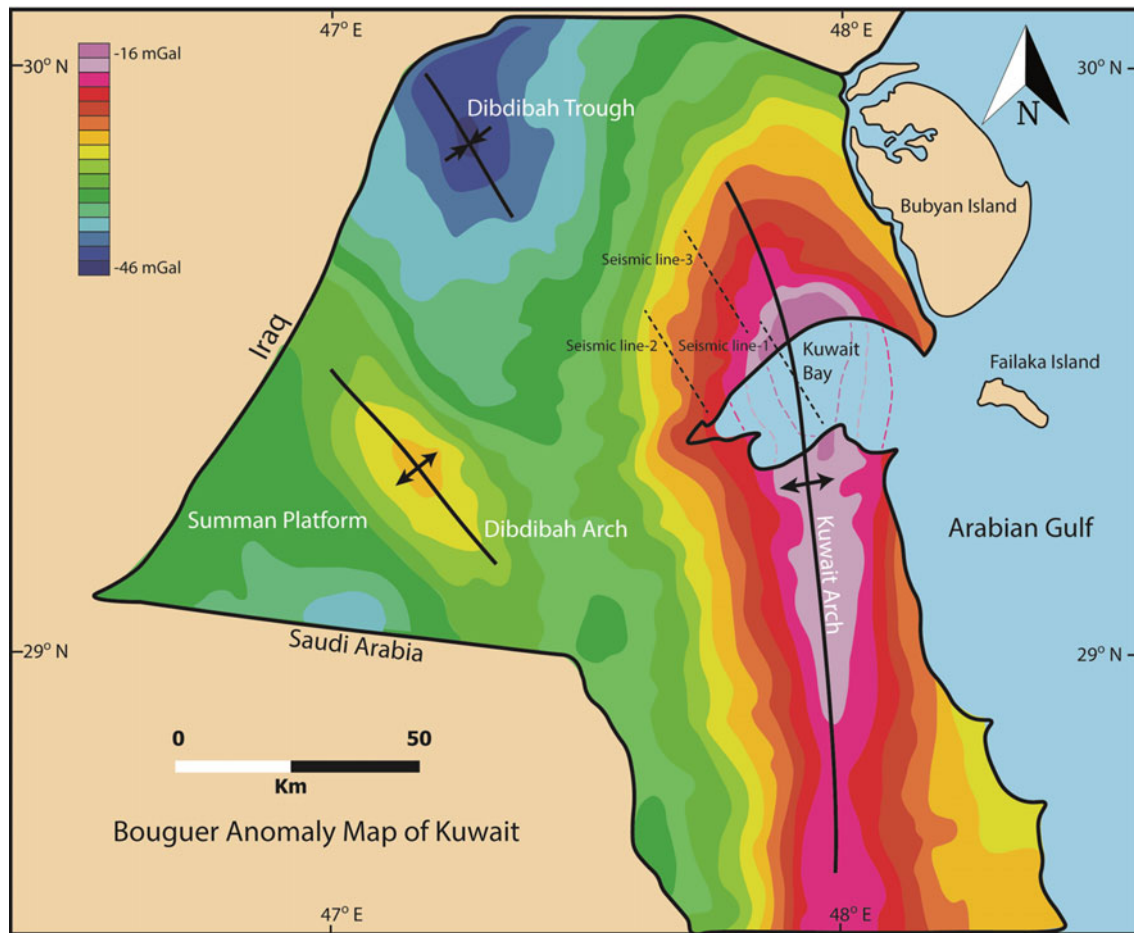 47° E
48° E
30° N
30° N
-16 mGal
-46 mGal
Dibdibah Trough
N
Bubyan Island
Seismic line-3
Iraq
Seismic line-2
Seismic line-1
Kuwait
Bay
Failaka Island
Summan Platform
Dibdibah Arch
Kuwait Arch
Arabian Gulf
Saudi Arabia
29° N
29° N
0
50
Km
Bouguer Anomaly Map of Kuwait
47° E
48° E